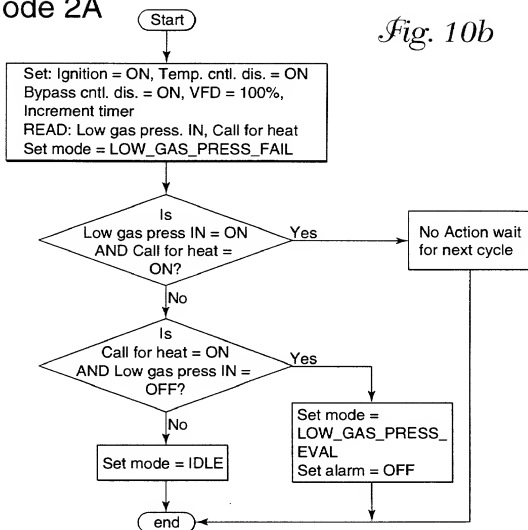 ode 2A
Start
Fig. 10b
Set: Ignition = ON, Temp. cntl. dis. = ON
Bypass cntl. dis. = ON, VFD = 100%,
Increment timer
READ: Low gas press. IN, Call for heat
Set mode = LOW_GAS_PRESS_FAIL
Is
Low gas press IN = ON
AND Call for heat =
ON?
Yes
No Action wait
for next cycle
No
Is
Call for heat = ON
AND Low gas press IN =
OFF?
Yes
Set mode =
LOW_GAS_PRESS_
EVAL
Set alarm = OFF
No
Set mode = IDLE
end